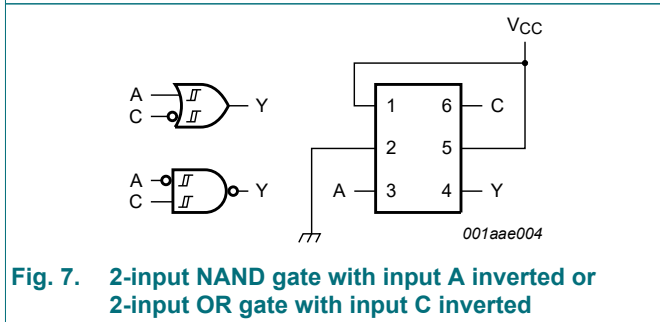 VCC
A
C
Y
A
C
Y
1
6
C
2
5
A
3
4
Y
001aae004
Fig. 7. 2-input NAND gate with input A inverted or
2-input OR gate with input C inverted